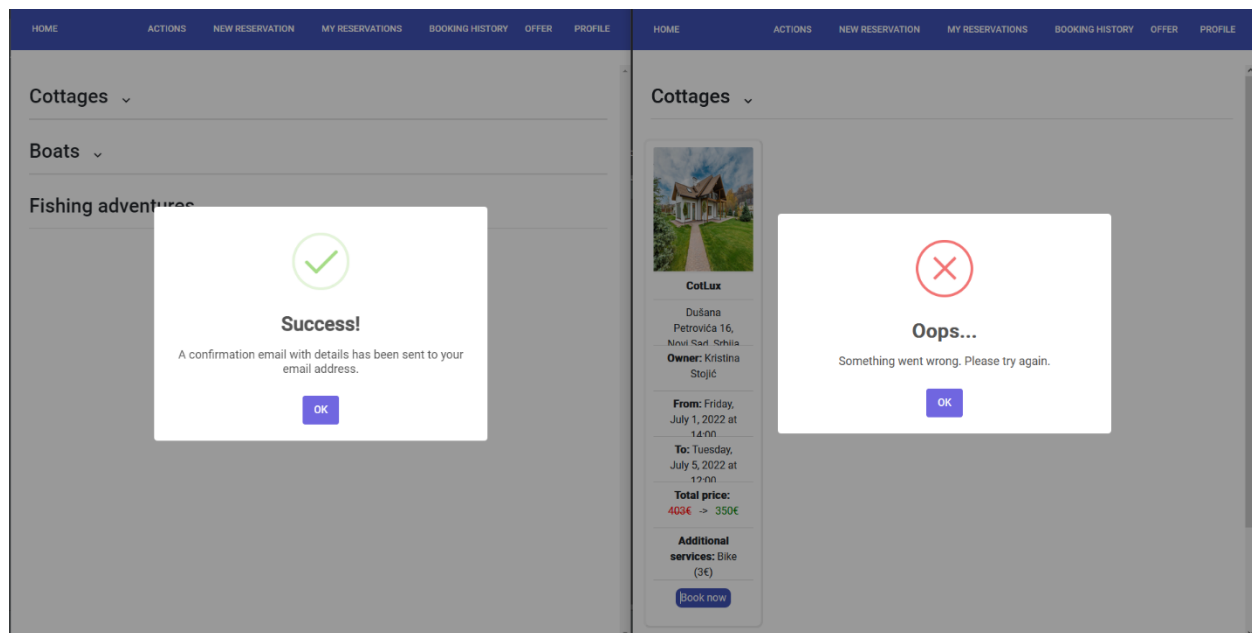 HOME ACTIONS NEW RESERVATION MY RESERVATIONS BOOKING HISTORY OFFER PROFILE
Cottages
Boats
Fishing adventures
Success!
A confirmation email with details has been sent to your
email address.
OK
HOME ACTIONS NEW RESERVATION MY RESERVATIONS BOOKING HISTORY OFFER PROFILE
Cottages
CotLux
Dušana
Petrovića 16,
Novi Sad, Srbija
Owner: Kristina
Stojić
From: Friday,
July 1, 2022 at
14:00
To: Tuesday,
July 5, 2022 at
12:00
Total price:
403€ -> 350€
Additional
services: Bike
(3€)
Book now
Oops...
Something went wrong. Please try again.
OK